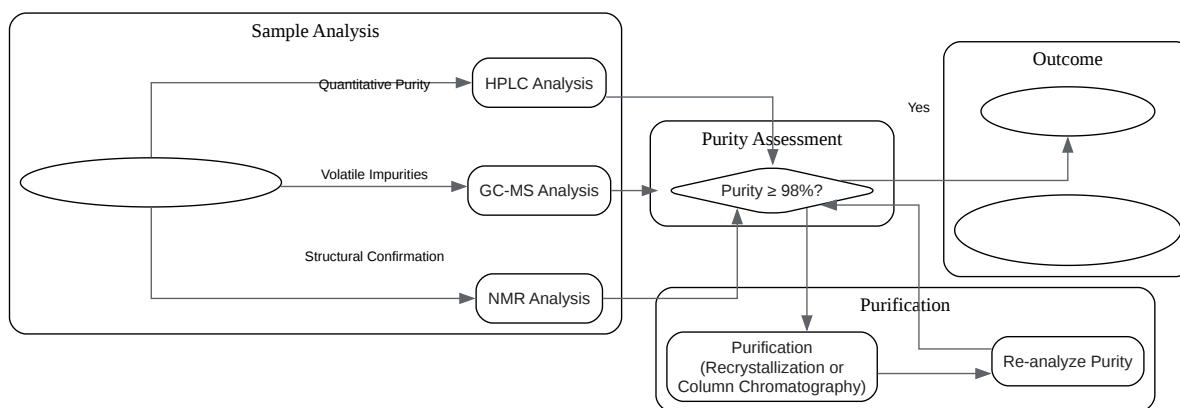 Sample Analysis
Quantitative Purity
HPLC Analysis
Volatile Impurities
GC-MS Analysis
Structural Confirmation
NMR Analysis
Purity Assessment
Purity ≥ 98%?
Yes
Outcome
Purification
Purification
(Recrystallization or
Column Chromatography)
Re-analyze Purity